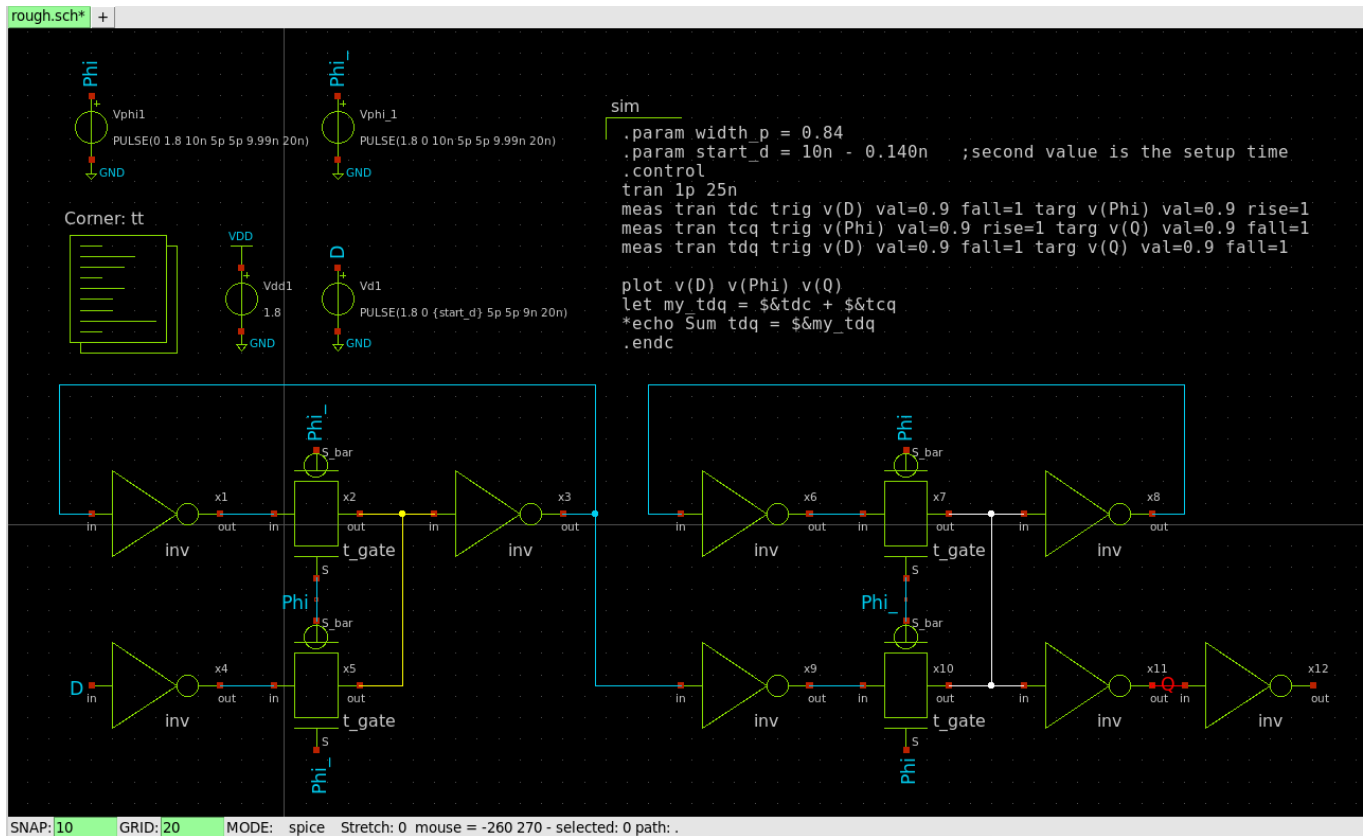 rough.sch* +
Phi
Phi_
Vphi1
PULSE(0 1.8 10n 5p 5p 9.99n 20n)
GND
Vphi_1
PULSE(1.8 0 10n 5p 5p 9.99n 20n)
GND
sim
.param width_p = 0.84
.param start_d = 10n - 0.140n ;second value is the setup time
.control
tran 1p 25n
meas tran tdc trig v(D) val=0.9 fall=1 targ v(Phi) val=0.9 rise=1
meas tran tcq trig v(Phi) val=0.9 rise=1 targ v(Q) val=0.9 fall=1
meas tran tdq trig v(D) val=0.9 fall=1 targ v(Q) val=0.9 fall=1
plot v(D) v(Phi) v(Q)
let my_tdq = $&tdc + $&tcq
*echo Sum tdq = $&my_tdq
.endc
Corner: tt
VDD
Vdd1
1.8
GND
D
Vd1
PULSE(1.8 0 {start_d} 5p 5p 9n 20n)
GND
Phi_
S_bar
Phi
S_bar
x1
x2
x3
x6
x7
x8
in
out
in
out
in
out
in
out
in
out
in
out
inv
t_gate
inv
inv
t_gate
inv
S
S
Phi
Phi_
S_bar
S_bar
x4
x5
x9
x10
x11
x12
D
Q
in
out
in
out
in
out
in
out
in
out
in
out
inv
t_gate
inv
t_gate
inv
inv
S
S
Phi_
Phi
SNAP: 10 GRID: 20 MODE: spice Stretch: 0 mouse = -260 270 - selected: 0 path: .